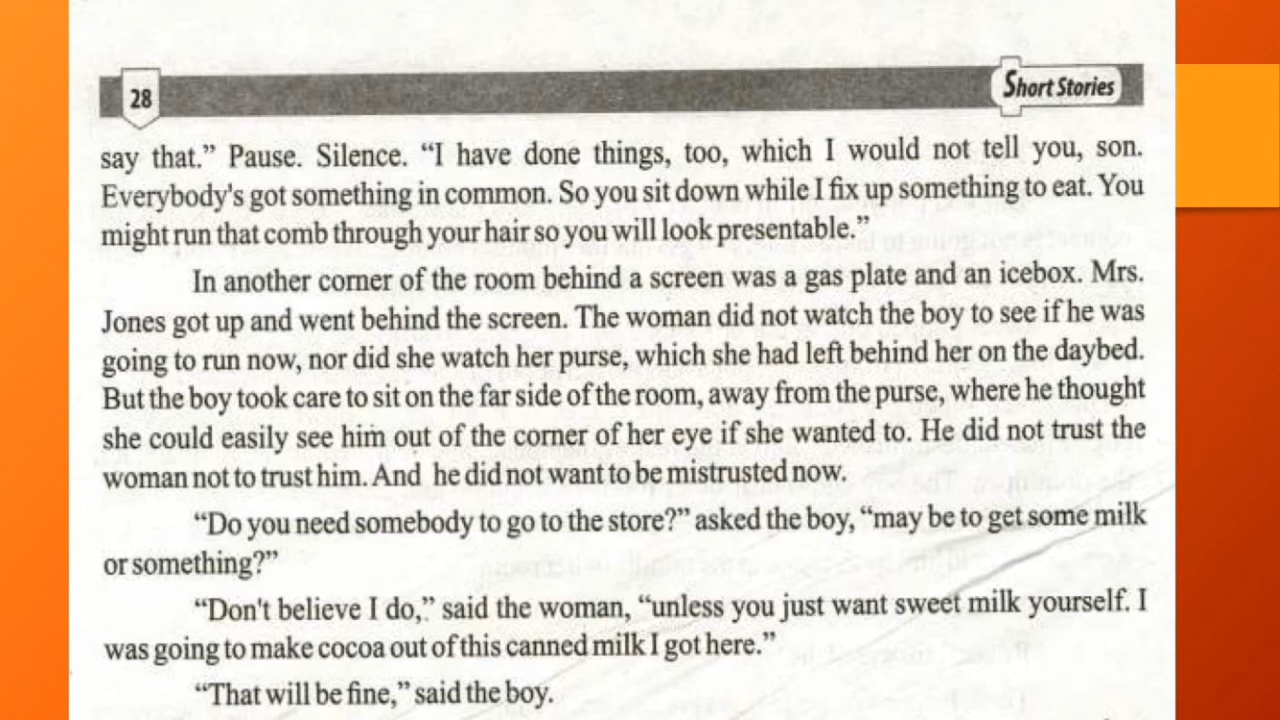 28
Short Stories
say that.” Pause. Silence. “I have done things, too, which I would not tell you, son.
Everybody's got something in common. So you sit down while I fix up something to eat. You
might run that comb through your hair so you will look presentable.”
In another corner of the room behind a screen was a gas plate and an icebox. Mrs.
Jones got up and went behind the screen. The woman did not watch the boy to see if he was
going to run now, nor did she watch her purse, which she had left behind her on the daybed.
But the boy took care to sit on the far side of the room, away from the purse, where he thought
she could easily see him out of the corner of her eye if she wanted to. He did not trust the
woman not to trust him. And he did not want to be mistrusted now.
“Do you need somebody to go to the store?” asked the boy, “may be to get some milk
or something?”
“Don't believe I do,” said the woman, “unless you just want sweet milk yourself. I
was going to make cocoa out of this canned milk I got here.”
“That will be fine,” said the boy.